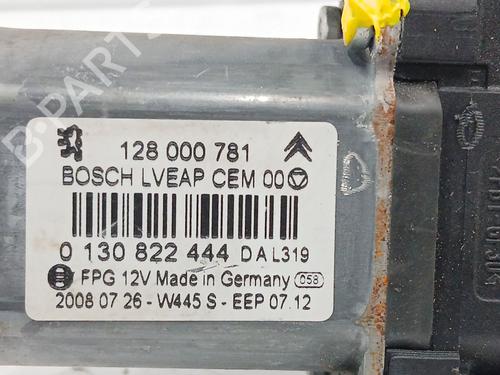 128 000 781
BOSCH LVEAP CEM 00
0 130 822 444 DAL319
FPG 12V Made in Germany 058
2008 07 26 - W445 S - EEP 07.12
B-PARTS